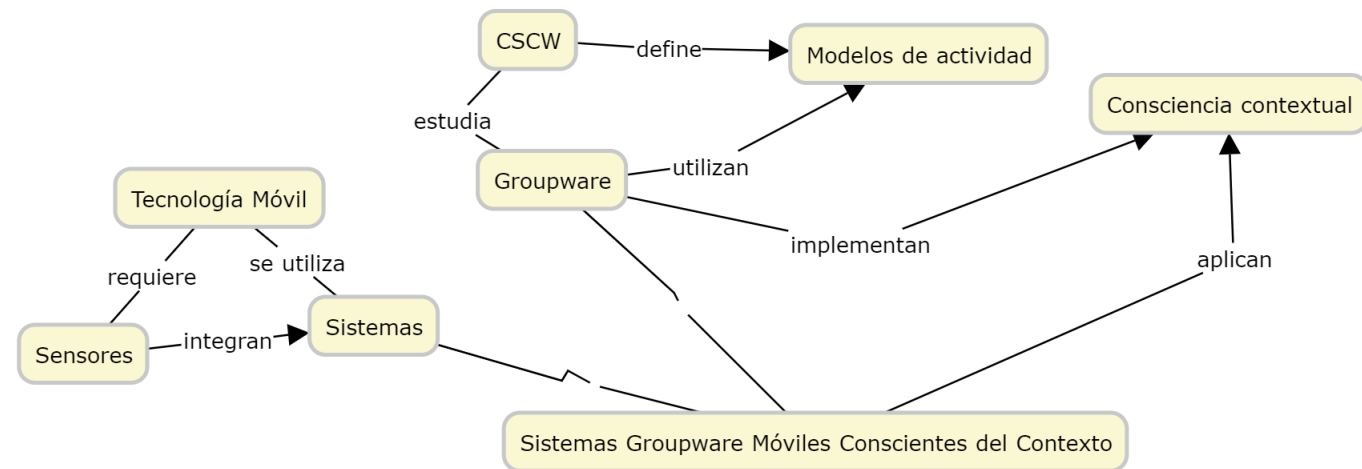 CSCW
define
Modelos de actividad
Consciencia contextual
estudia
utilizan
Groupware
Tecnología Móvil
implementan
se utiliza
aplican
requiere
Sistemas
integran
Sensores
Sistemas Groupware Móviles Conscientes del Contexto